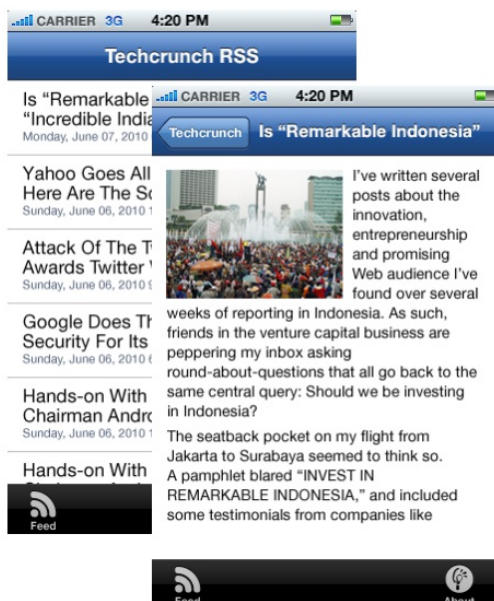 CARRIER 3G 4:20 PM
Techcrunch RSS
Is “Remarkable
“Incredible India
Monday, June 07, 2010
Yahoo Goes All
Here Are The
Sunday, June 06, 2010
Attack Of The
Awards Twitter
Sunday, June 06, 2010
Google Does
Security For Its
Sunday, June 06, 2010
Hands-on With
Chairman
Sunday, June 06, 2010
Hands-on With
Feed
CARRIER 3G 4:20 PM
Techcrunch Is “Remarkable Indonesia”
I’ve written several
posts about the
innovation,
entrepreneurship
and promising
Web audience I’ve
found over several
weeks of reporting in Indonesia. As such,
friends in the venture capital business are
peppering my inbox asking
round-about-questions that all go back to the
same central query: Should we be investing
in Indonesia?
The seatback pocket on my flight from
Jakarta to Surabaya seemed to think so.
A pamphlet blared “INVEST IN
REMARKABLE INDONESIA,” and included
some testimonials from companies like
Feed About